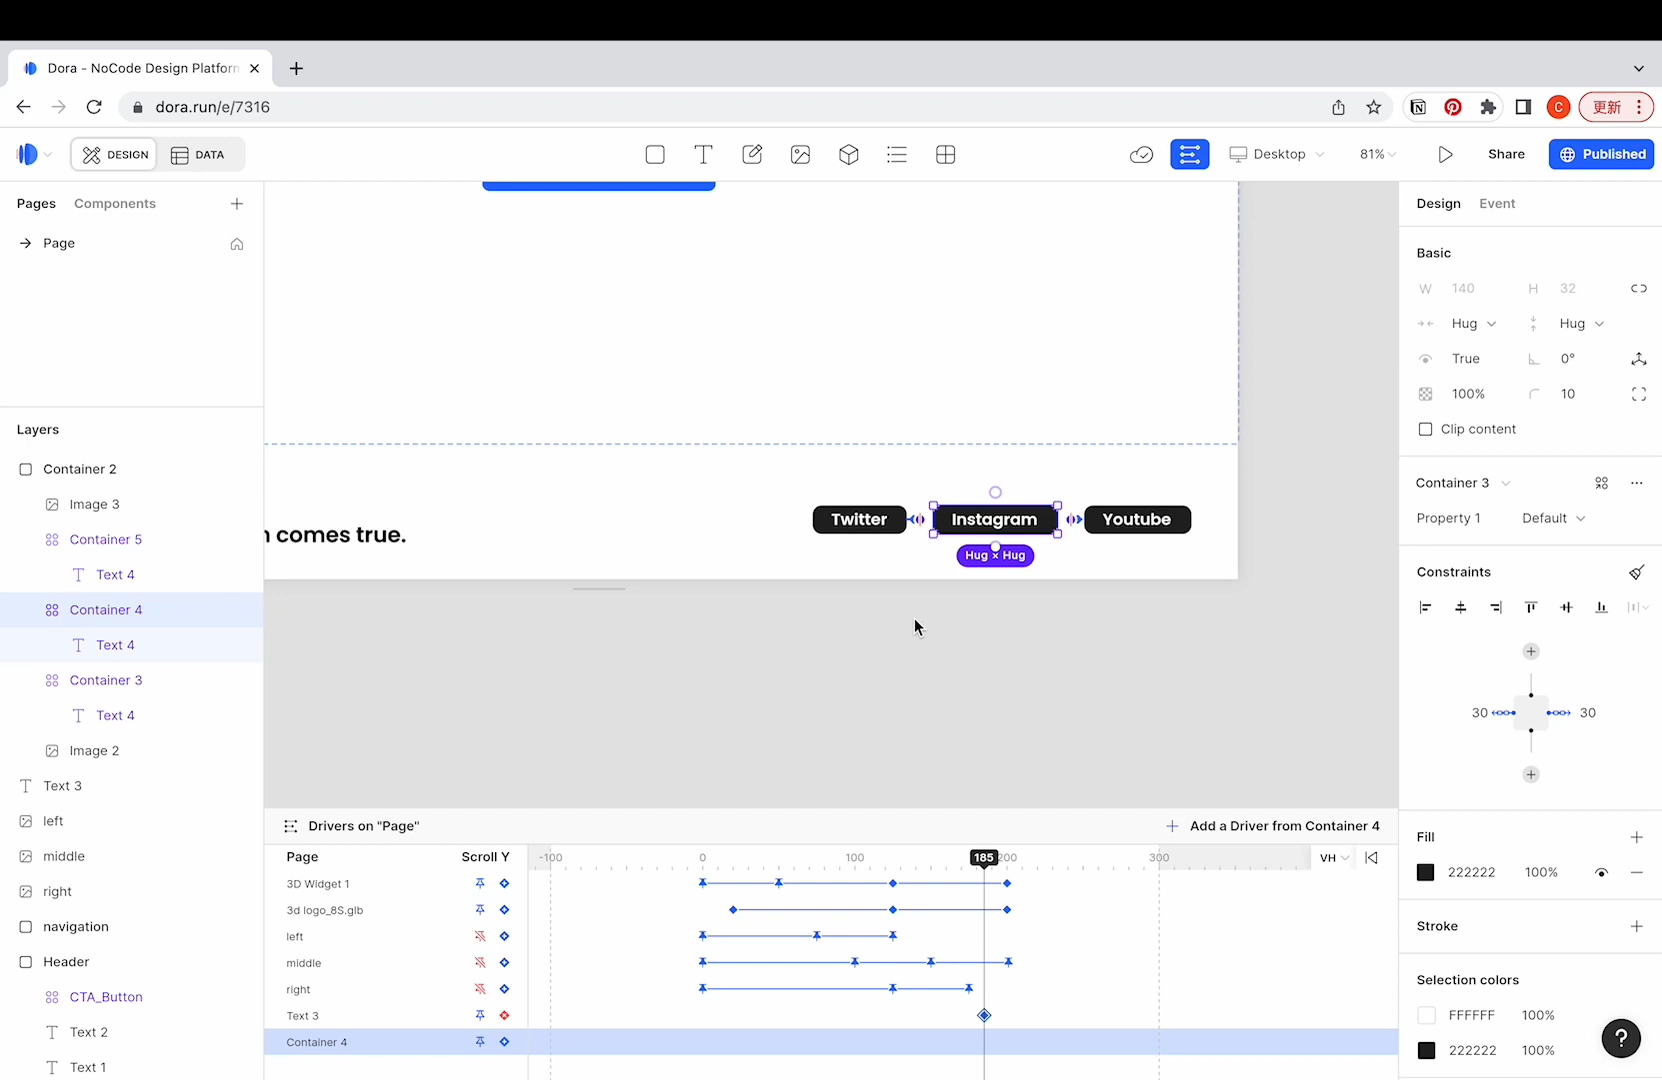 Dora - NoCode Design Platform
dora.run/e/7316
C
更新
DESIGN
DATA
Desktop
81%
Share
Published
Pages
Components
Page
Layers
Container 2
Image 3
Container 5
Text 4
Container 4
Text 4
Container 3
Text 4
Image 2
Text 3
left
middle
right
navigation
Header
CTA_Button
Text 2
Text 1
comes true.
Twitter
Instagram
Youtube
Hug × Hug
Drivers on "Page"
Add a Driver from Container 4
Page
Scroll Y
-100
0
100
185
200
300
VH
3D Widget 1
3d logo_8S.glb
left
middle
right
Text 3
Container 4
Design
Event
Basic
W 140 H 32
Hug Hug
True 0°
100% 10
Clip content
Container 3
Property 1 Default
Constraints
30 30
Fill
222222 100%
Stroke
Selection colors
FFFFFF 100%
222222 100%
?